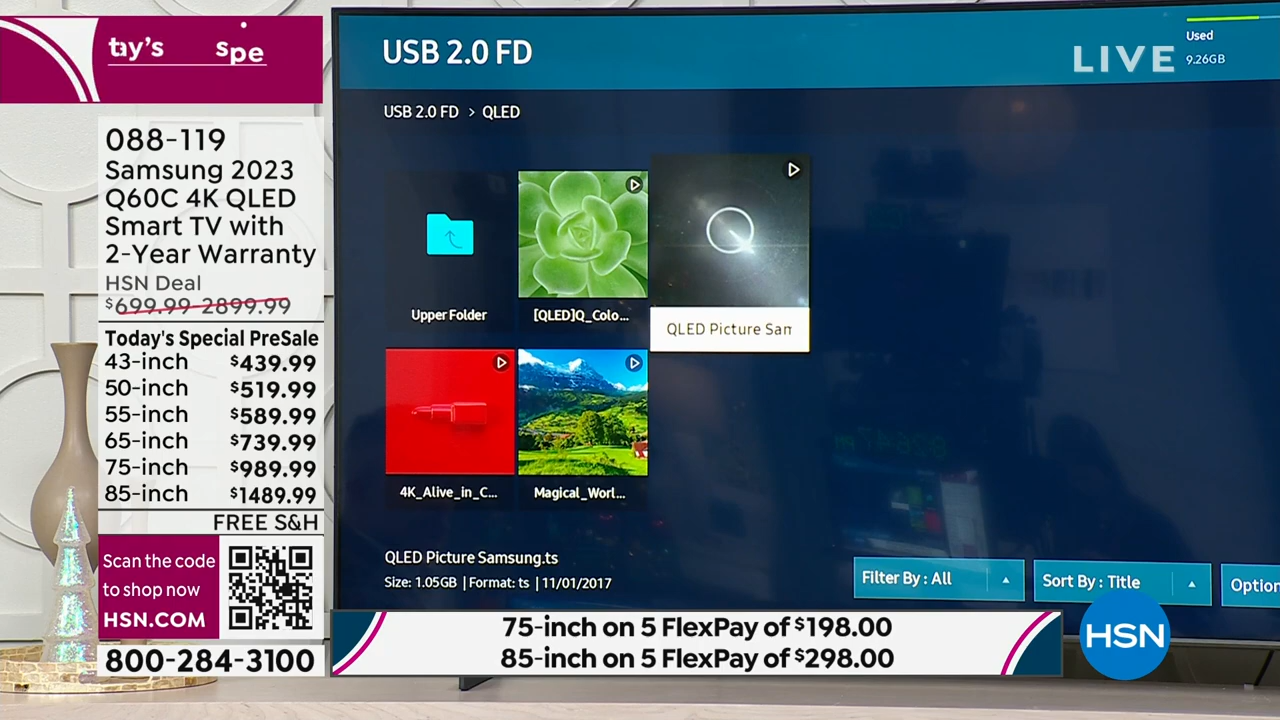 088-119
Samsung 2023
Q60C 4K QLED
Smart TV with
2-Year Warranty
HSN Deal
$699.99-2899.99
Today's Special PreSale
43-inch $439.99
50-inch $519.99
55-inch $589.99
65-inch $739.99
75-inch $989.99
85-inch $1489.99
FREE S&H
Scan the code
to shop now
HSN.COM
800-284-3100
USB 2.0 FD
LIVE
Used
9.26GB
USB 2.0 FD > QLED
Upper Folder
[QLED]Q_Colo...
QLED Picture Sam
4K_Alive_in_C...
Magical_Worl...
QLED Picture Samsung.ts
Size: 1.05GB | Format: ts | 11/01/2017
Filter By : All
Sort By : Title
Option
75-inch on 5 FlexPay of $198.00
85-inch on 5 FlexPay of $298.00
HSN